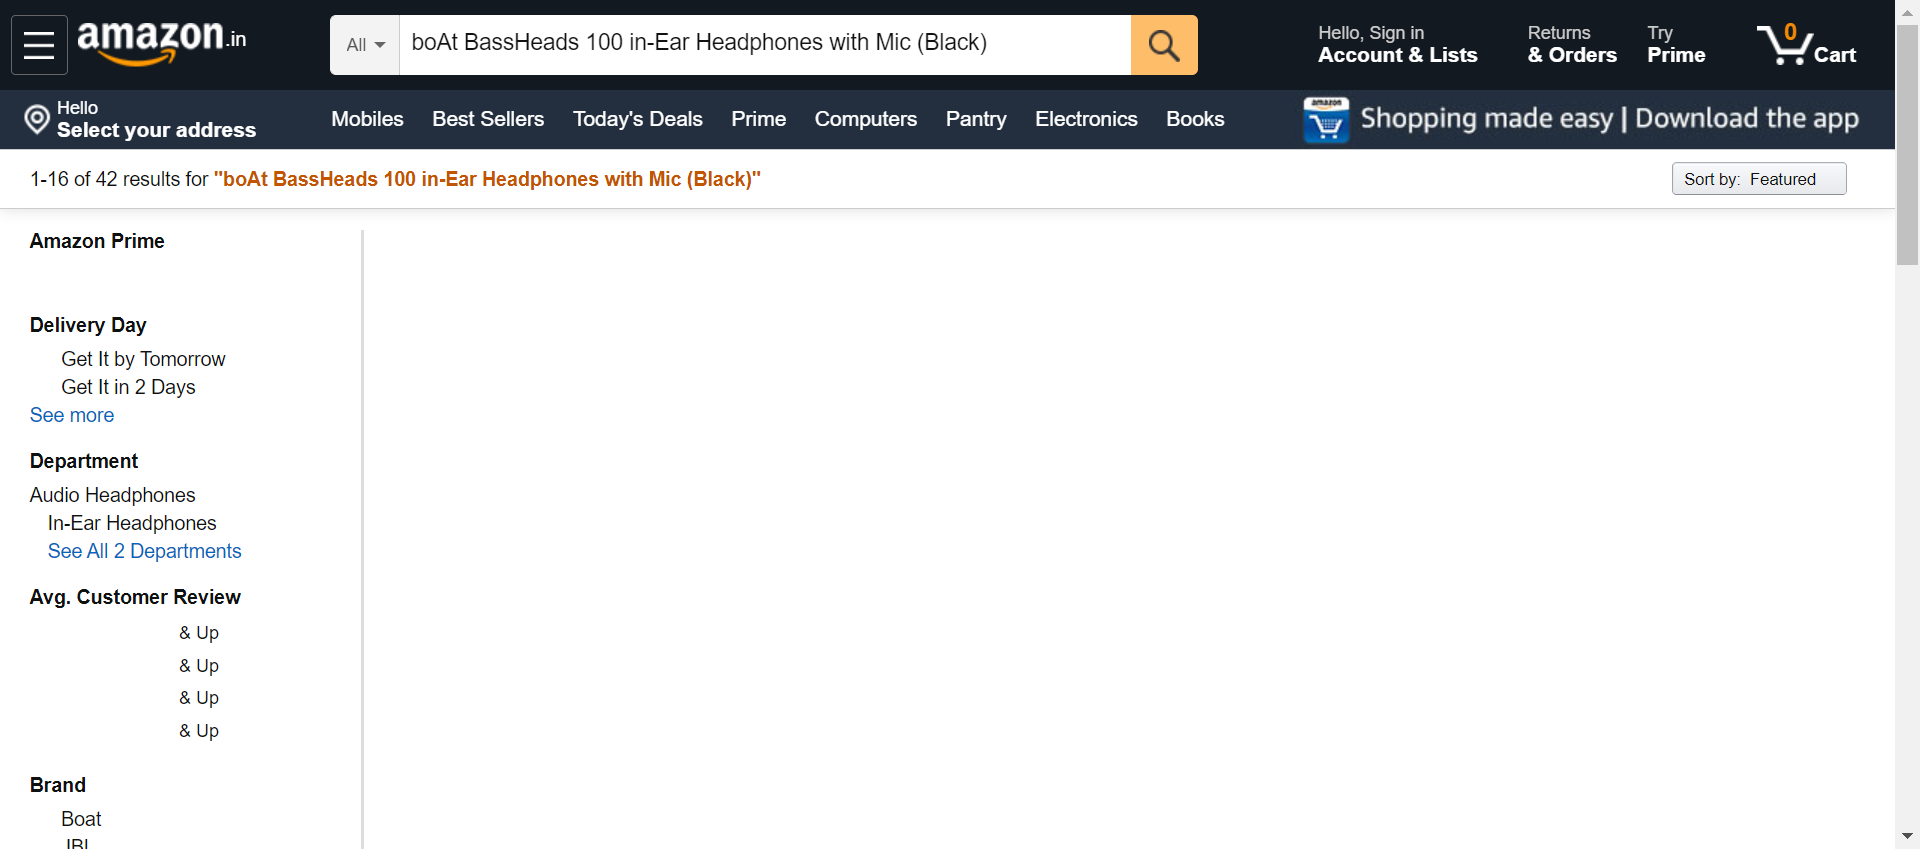 amazon.in
All
boAt BassHeads 100 in-Ear Headphones with Mic (Black)
Hello, Sign in
Account & Lists
Returns
& Orders
Try
Prime
0
Cart
Hello
Select your address
Mobiles
Best Sellers
Today's Deals
Prime
Computers
Pantry
Electronics
Books
amazon
Shopping made easy | Download the app
1-16 of 42 results for "boAt BassHeads 100 in-Ear Headphones with Mic (Black)"
Sort by: Featured
Amazon Prime
Delivery Day
Get It by Tomorrow
Get It in 2 Days
See more
Department
Audio Headphones
In-Ear Headphones
See All 2 Departments
Avg. Customer Review
& Up
& Up
& Up
& Up
Brand
Boat
JBL